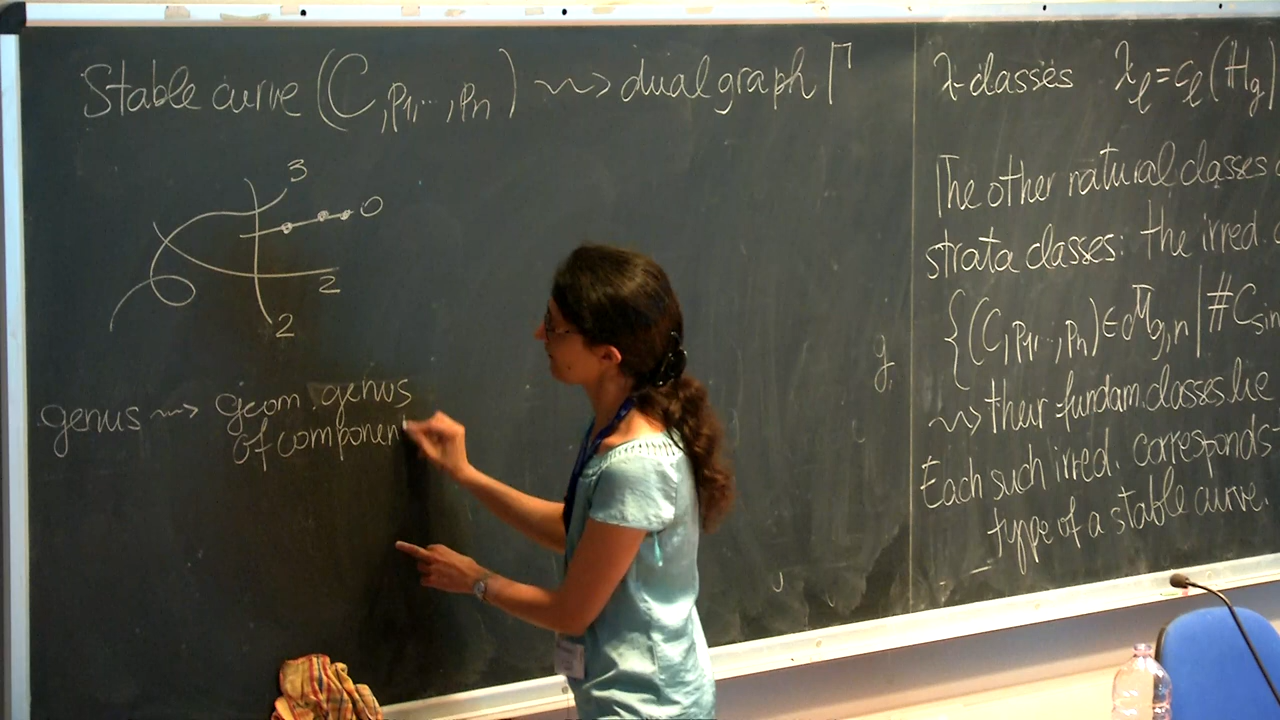 Stable curve (C, p1, ..., pn) ⇝ dual graph Γ
3
0
2
2
genus ⇝ geom. genus
of component
g,
λ-classes λℓ = cℓ(Hg)
The other natural classes
strata classes: the irred.
{(C, p1, ..., pn) ∈ M̄g,n | #Csin
⇝ their fundam. classes lie
Each such irred. corresponds
type of a stable curve.